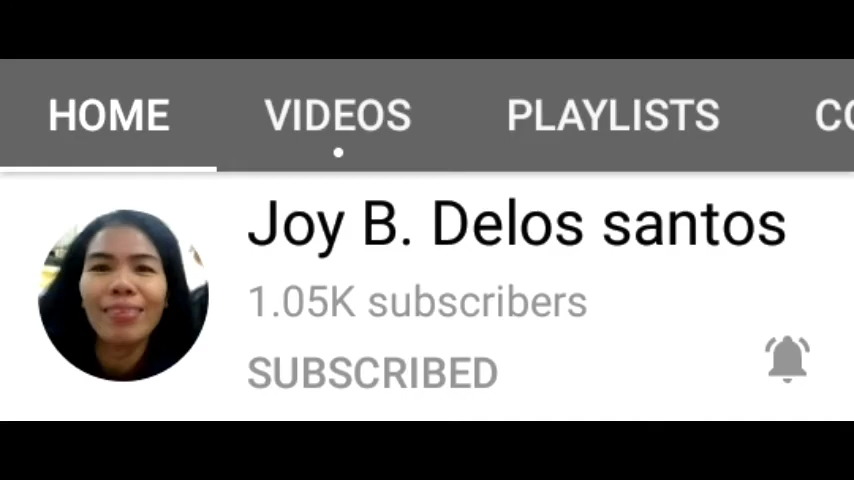 HOME VIDEOS PLAYLISTS CO
Joy B. Delos santos
1.05K subscribers
SUBSCRIBED